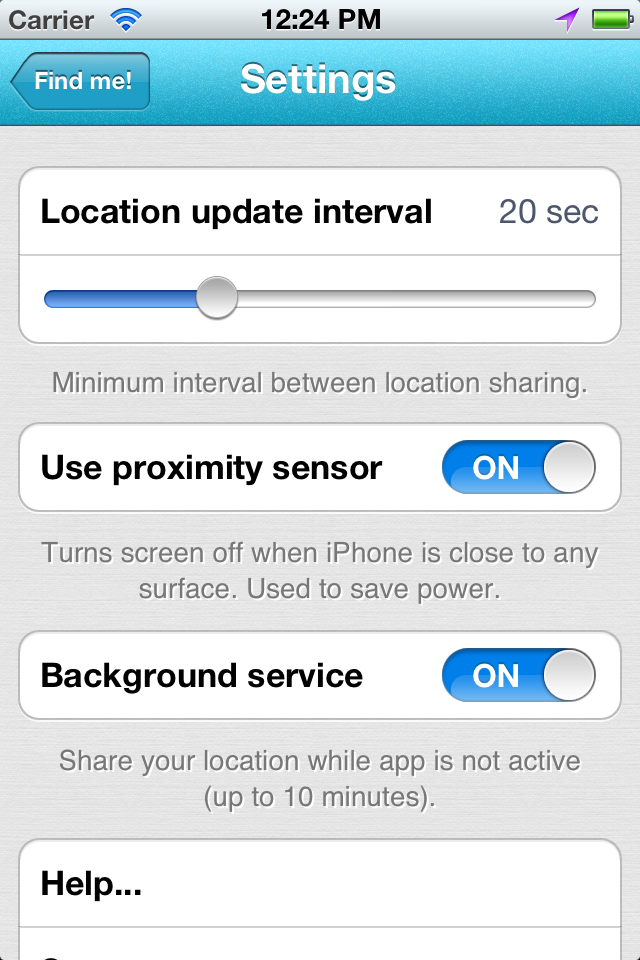 Carrier 12:24 PM
Find me! Settings
Location update interval 20 sec
Minimum interval between location sharing.
Use proximity sensor ON
Turns screen off when iPhone is close to any
surface. Used to save power.
Background service ON
Share your location while app is not active
(up to 10 minutes).
Help...